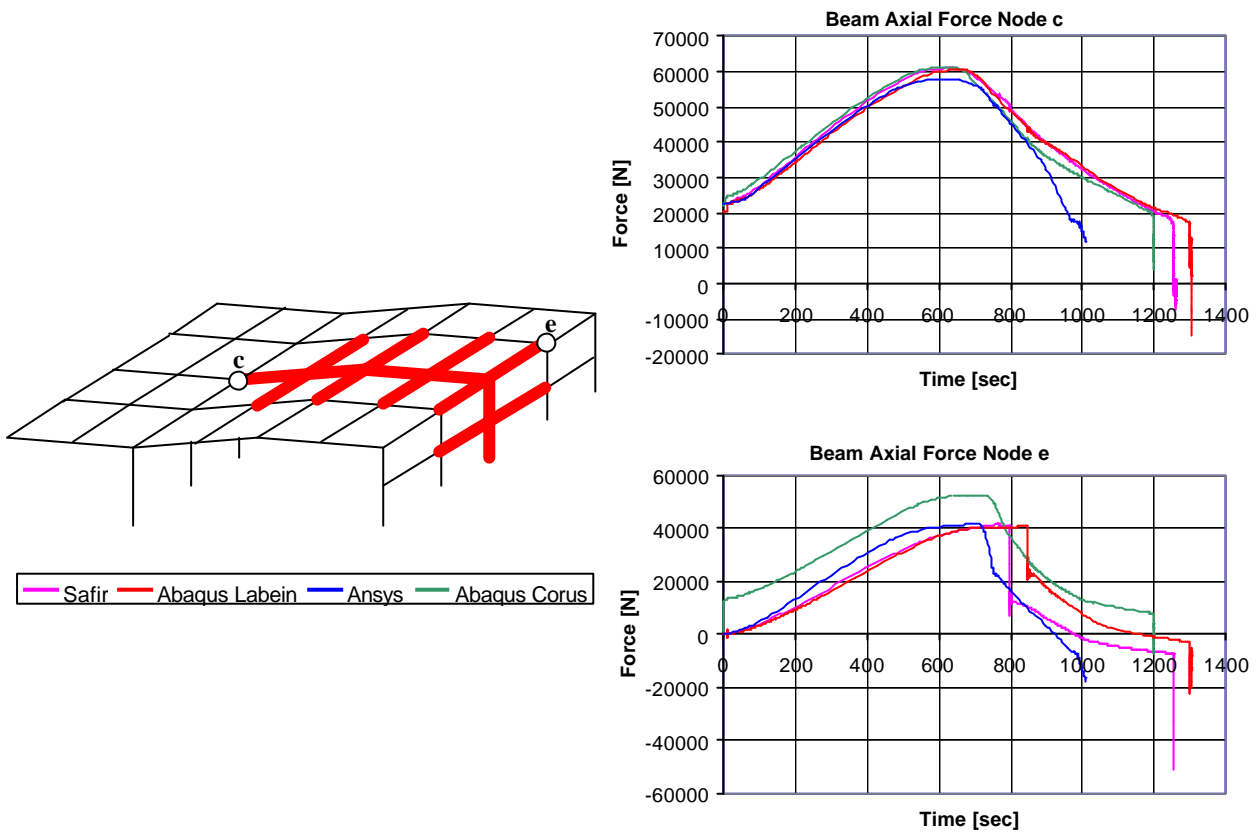 Beam Axial Force Node c
70000
60000
50000
40000
30000
20000
10000
0
-10000
-20000
0 200 400 600 800 1000 1200 1400
Force [N]
Time [sec]
e
c
Safir Abaqus Labein Ansys Abaqus Corus
Beam Axial Force Node e
60000
40000
20000
0
-20000
-40000
-60000
0 200 400 600 800 1000 1200 1400
Force [N]
Time [sec]